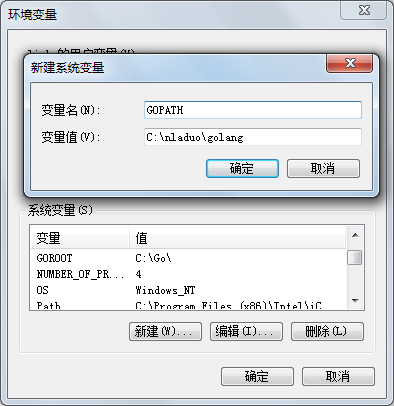 环境变量
的用户变量(U)
新建系统变量
变量名(N):
GOPATH
变量值(V):
C:\nladuo\golang
确定
取消
系统变量(S)
变量
值
GOROOT
C:\Go\
NUMBER_OF_PR...
4
OS
Windows_NT
Path
C:\Program Files (x86)\Intel\iC
新建(W)...
编辑(I)...
删除(L)
确定
取消